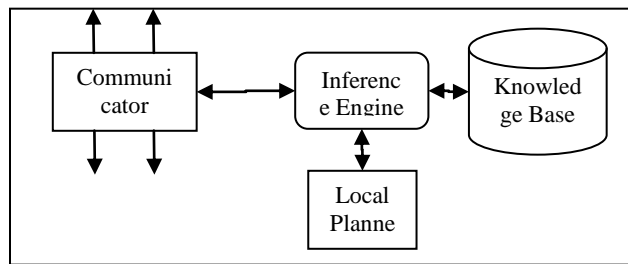 Communi
cator
Inferenc
e Engine
Knowled
ge Base
Local
Planne